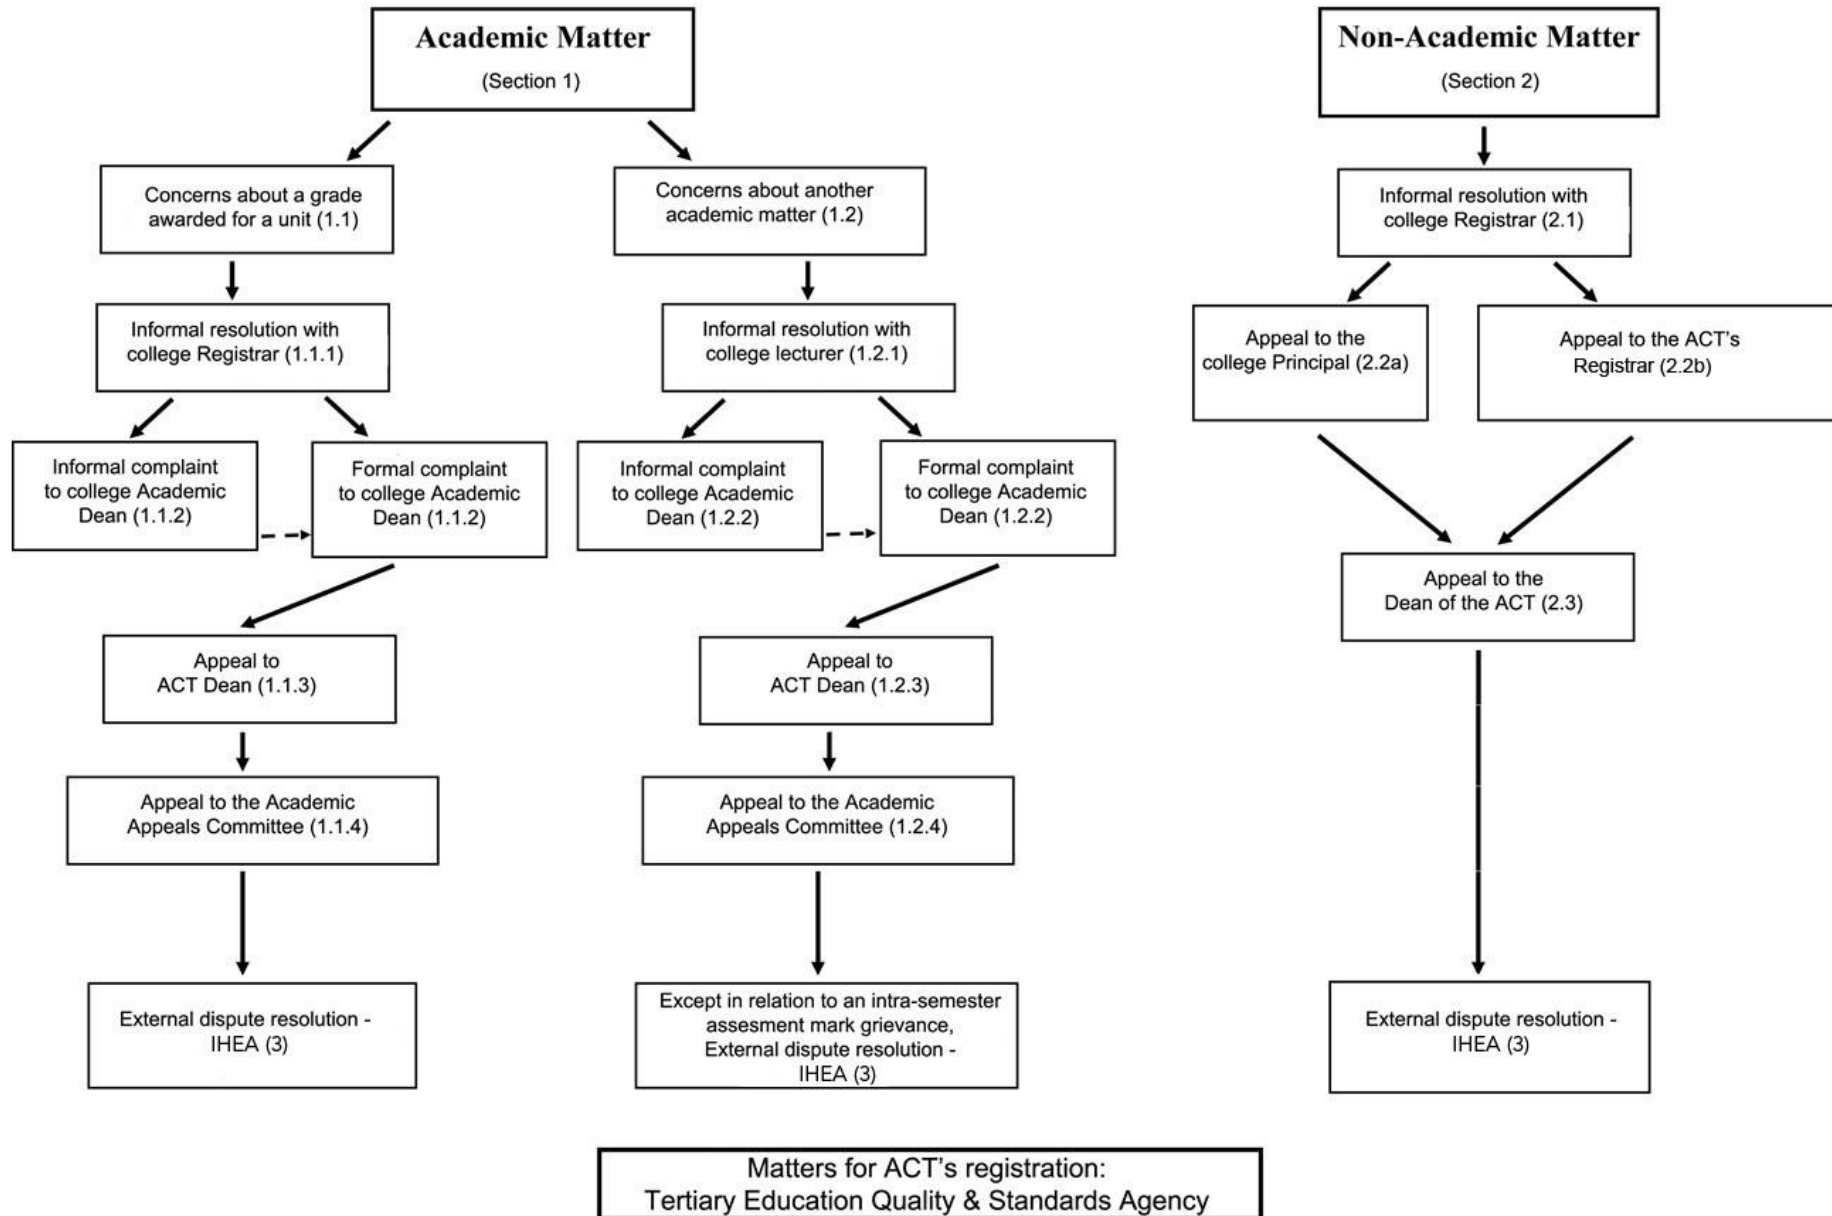 Academic Matter
(Section 1)
Non-Academic Matter
(Section 2)
Concerns about a grade
awarded for a unit (1.1)
Concerns about another
academic matter (1.2)
Informal resolution with
college Registrar (2.1)
Informal resolution with
college Registrar (1.1.1)
Informal resolution with
college lecturer (1.2.1)
Appeal to the
college Principal (2.2a)
Appeal to the ACT's
Registrar (2.2b)
Informal complaint
to college Academic
Dean (1.1.2)
Formal complaint
to college Academic
Dean (1.1.2)
Informal complaint
to college Academic
Dean (1.2.2)
Formal complaint
to college Academic
Dean (1.2.2)
Appeal to the
Dean of the ACT (2.3)
Appeal to
ACT Dean (1.1.3)
Appeal to
ACT Dean (1.2.3)
Appeal to the Academic
Appeals Committee (1.1.4)
Appeal to the Academic
Appeals Committee (1.2.4)
External dispute resolution -
IHEA (3)
Except in relation to an intra-semester
assesment mark grievance,
External dispute resolution -
IHEA (3)
External dispute resolution -
IHEA (3)
Matters for ACT's registration:
Tertiary Education Quality & Standards Agency